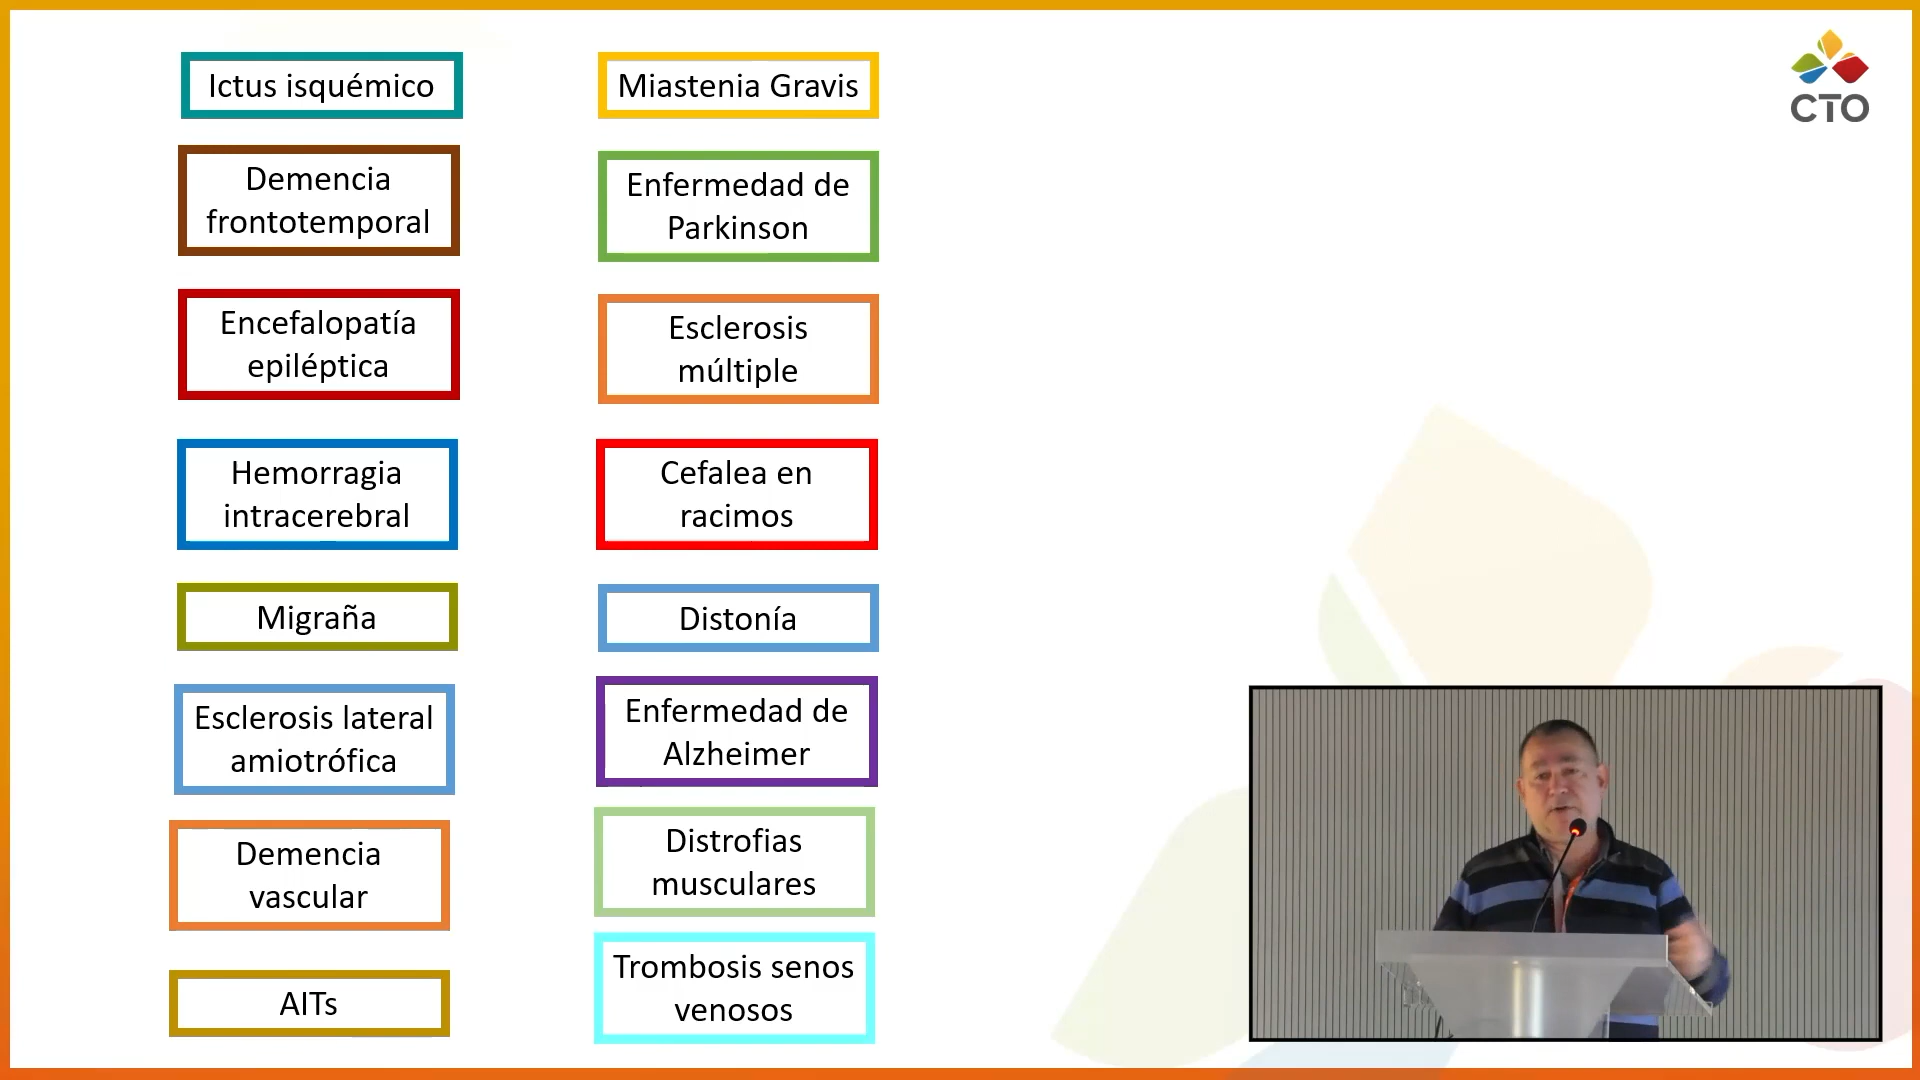 Ictus isquémico
Demencia
frontotemporal
Encefalopatía
epiléptica
Hemorragia
intracerebral
Migraña
Esclerosis lateral
amiotrófica
Demencia
vascular
AITs
Miastenia Gravis
Enfermedad de
Parkinson
Esclerosis
múltiple
Cefalea en
racimos
Distonía
Enfermedad de
Alzheimer
Distrofias
musculares
Trombosis senos
venosos
CTO